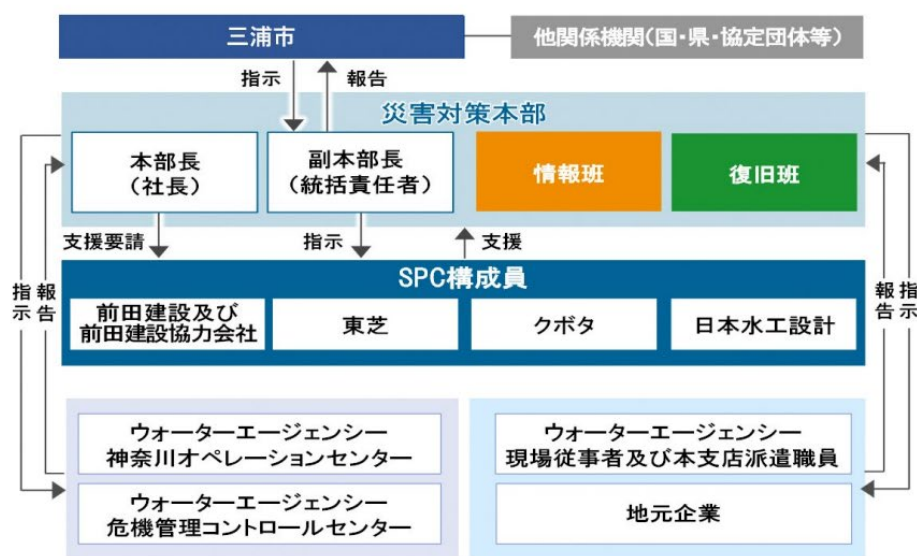 三浦市
他関係機関(国・県・協定団体等)
指示
報告
災害対策本部
本部長
（社長）
副本部長
（統括責任者）
情報班
復旧班
支援要請
指示
支援
SPC構成員
前田建設及び
前田建設協力会社
東芝
クボタ
日本水工設計
指示
報告
報告
指示
ウォーターエージェンシー
神奈川オペレーションセンター
ウォーターエージェンシー
現場従事者及び本支店派遣職員
ウォーターエージェンシー
危機管理コントロールセンター
地元企業